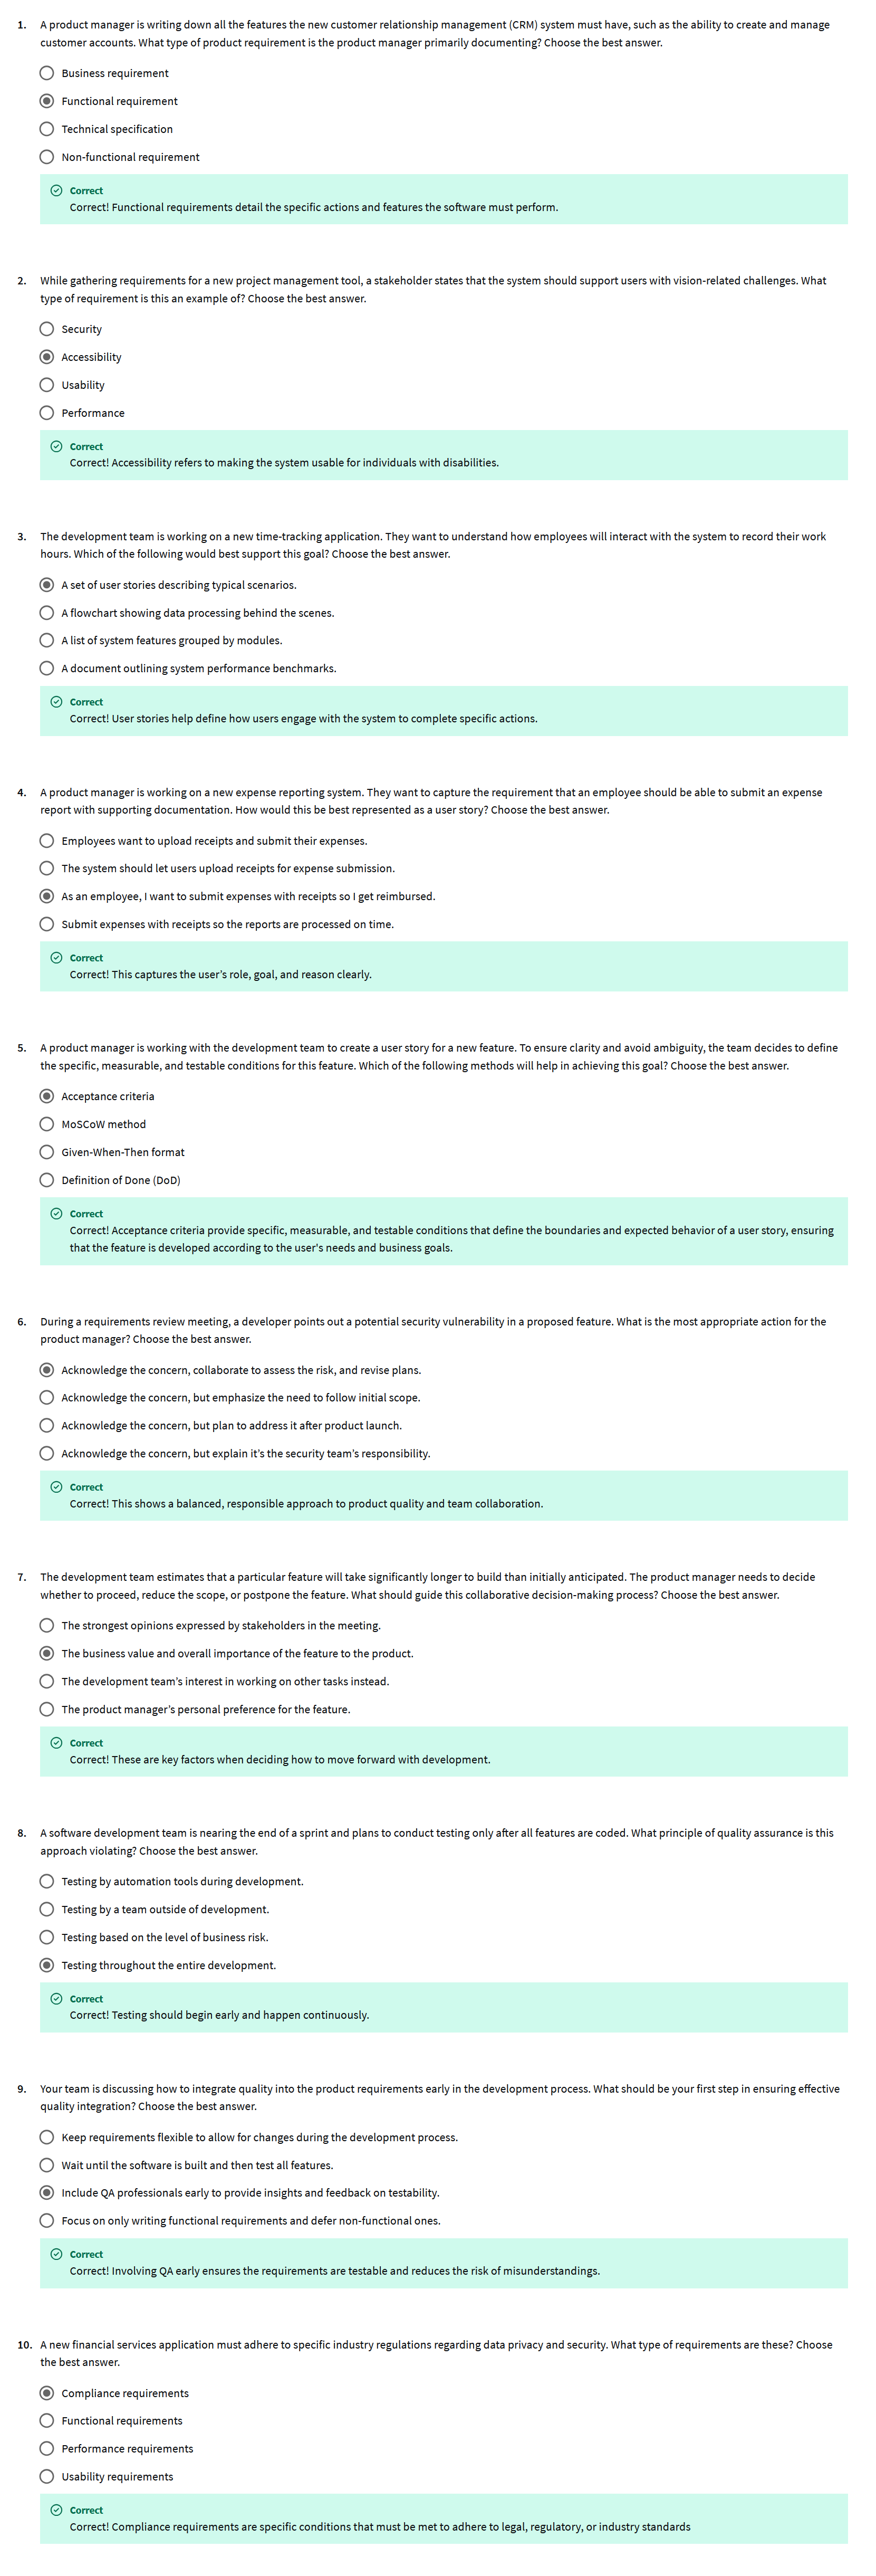 1. A product manager is writing down all the features the new customer relationship management (CRM) system must have, such as the ability to create and manage
customer accounts. What type of product requirement is the product manager primarily documenting? Choose the best answer.
Business requirement
Functional requirement
Technical specification
Non-functional requirement
Correct
Correct! Functional requirements detail the specific actions and features the software must perform.
2. While gathering requirements for a new project management tool, a stakeholder states that the system should support users with vision-related challenges. What
type of requirement is this an example of? Choose the best answer.
Security
Accessibility
Usability
Performance
Correct
Correct! Accessibility refers to making the system usable for individuals with disabilities.
3. The development team is working on a new time-tracking application. They want to understand how employees will interact with the system to record their work
hours. Which of the following would best support this goal? Choose the best answer.
A set of user stories describing typical scenarios.
A flowchart showing data processing behind the scenes.
A list of system features grouped by modules.
A document outlining system performance benchmarks.
Correct
Correct! User stories help define how users engage with the system to complete specific actions.
4. A product manager is working on a new expense reporting system. They want to capture the requirement that an employee should be able to submit an expense
report with supporting documentation. How would this be best represented as a user story? Choose the best answer.
Employees want to upload receipts and submit their expenses.
The system should let users upload receipts for expense submission.
As an employee, I want to submit expenses with receipts so I get reimbursed.
Submit expenses with receipts so the reports are processed on time.
Correct
Correct! This captures the user's role, goal, and reason clearly.
5. A product manager is working with the development team to create a user story for a new feature. To ensure clarity and avoid ambiguity, the team decides to define
the specific, measurable, and testable conditions for this feature. Which of the following methods will help in achieving this goal? Choose the best answer.
Acceptance criteria
MoSCoW method
Given-When-Then format
Definition of Done (DoD)
Correct
Correct! Acceptance criteria provide specific, measurable, and testable conditions that define the boundaries and expected behavior of a user story, ensuring
that the feature is developed according to the user's needs and business goals.
6. During a requirements review meeting, a developer points out a potential security vulnerability in a proposed feature. What is the most appropriate action for the
product manager? Choose the best answer.
Acknowledge the concern, collaborate to assess the risk, and revise plans.
Acknowledge the concern, but emphasize the need to follow initial scope.
Acknowledge the concern, but plan to address it after product launch.
Acknowledge the concern, but explain it's the security team's responsibility.
Correct
Correct! This shows a balanced, responsible approach to product quality and team collaboration.
7. The development team estimates that a particular feature will take significantly longer to build than initially anticipated. The product manager needs to decide
whether to proceed, reduce the scope, or postpone the feature. What should guide this collaborative decision-making process? Choose the best answer.
The strongest opinions expressed by stakeholders in the meeting.
The business value and overall importance of the feature to the product.
The development team's interest in working on other tasks instead.
The product manager's personal preference for the feature.
Correct
Correct! These are key factors when deciding how to move forward with development.
8. A software development team is nearing the end of a sprint and plans to conduct testing only after all features are coded. What principle of quality assurance is this
approach violating? Choose the best answer.
Testing by automation tools during development.
Testing by a team outside of development.
Testing based on the level of business risk.
Testing throughout the entire development.
Correct
Correct! Testing should begin early and happen continuously.
9. Your team is discussing how to integrate quality into the product requirements early in the development process. What should be your first step in ensuring effective
quality integration? Choose the best answer.
Keep requirements flexible to allow for changes during the development process.
Wait until the software is built and then test all features.
Include QA professionals early to provide insights and feedback on testability.
Focus on only writing functional requirements and defer non-functional ones.
Correct
Correct! Involving QA early ensures the requirements are testable and reduces the risk of misunderstandings.
10. A new financial services application must adhere to specific industry regulations regarding data privacy and security. What type of requirements are these? Choose
the best answer.
Compliance requirements
Functional requirements
Performance requirements
Usability requirements
Correct
Correct! Compliance requirements are specific conditions that must be met to adhere to legal, regulatory, or industry standards